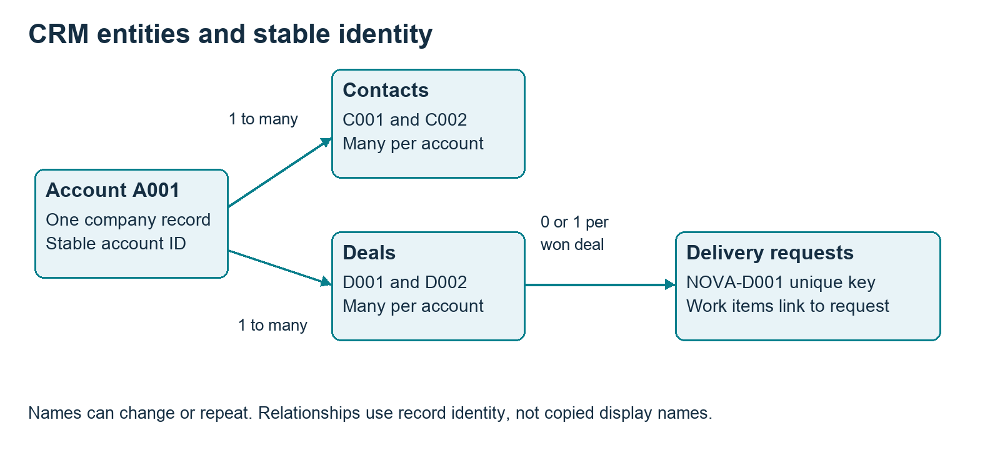 CRM entities and stable identity
Contacts
C001 and C002
Many per account
1 to many
Account A001
One company record
Stable account ID
1 to many
Deals
D001 and D002
Many per account
0 or 1 per
won deal
Delivery requests
NOVA-D001 unique key
Work items link to request
Names can change or repeat. Relationships use record identity, not copied display names.